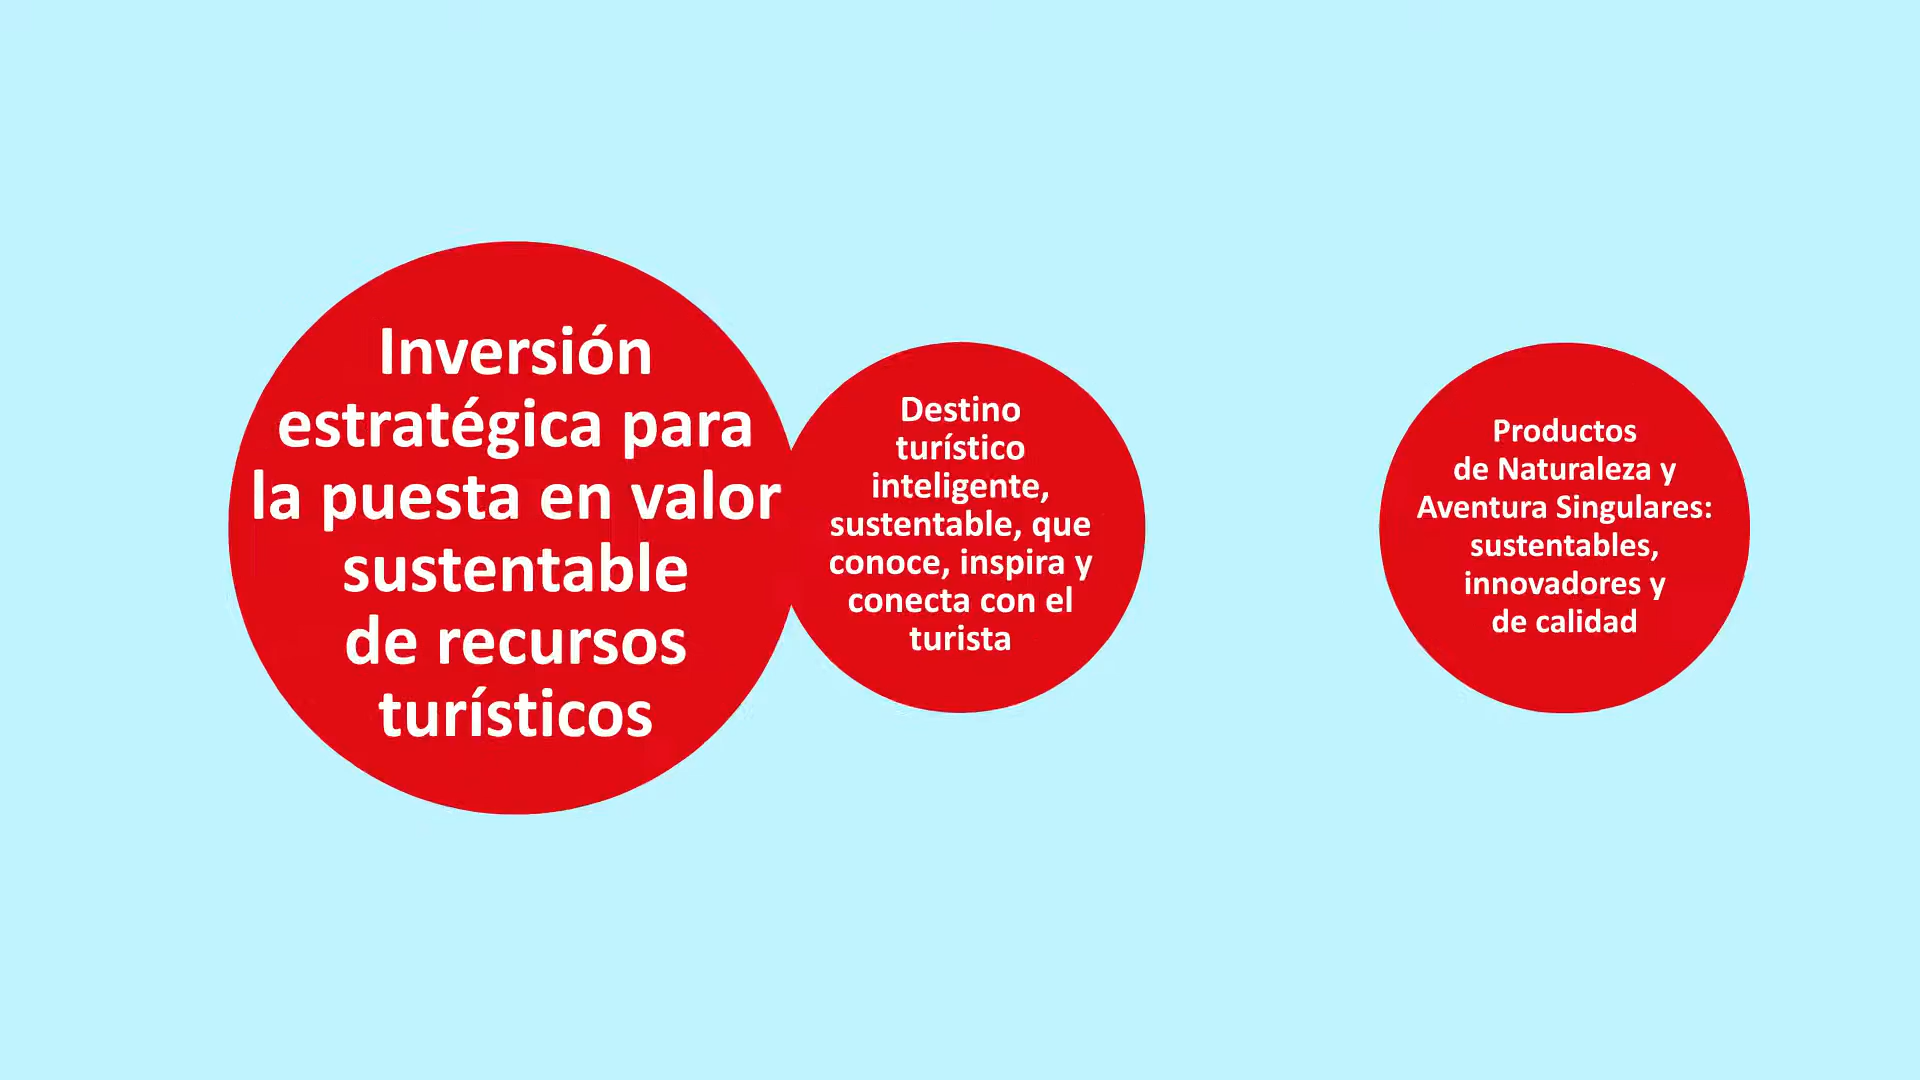 Inversión
estratégica para
la puesta en valor
sustentable
de recursos
turísticos
Destino
turístico
inteligente,
sustentable, que
conoce, inspira y
conecta con el
turista
Productos
de Naturaleza y
Aventura Singulares:
sustentables,
innovadores y
de calidad